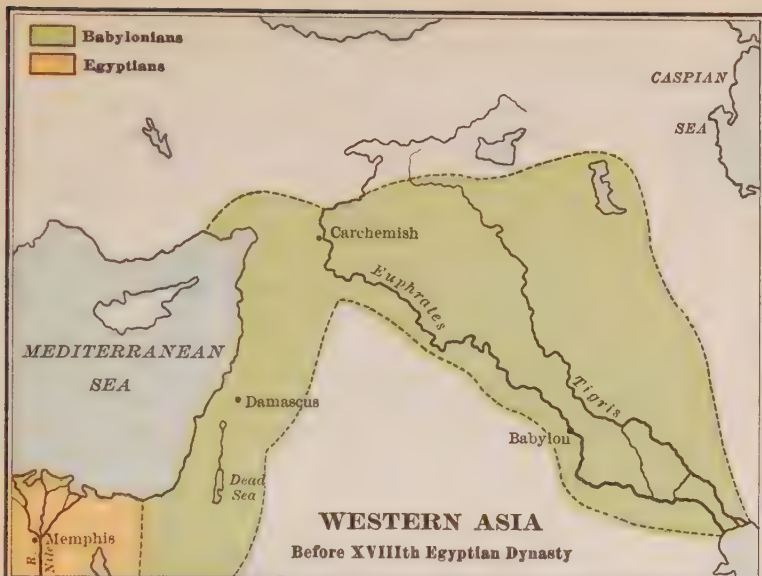 Babylonians
Egyptians
CASPIAN
SEA
Carchemish
Euphrates
MEDITERRANEAN
SEA
Damascus
Tigris
Babylon
Dead
Sea
WESTERN ASIA
Before XVIIIth Egyptian Dynasty
Memphis
R. Nile